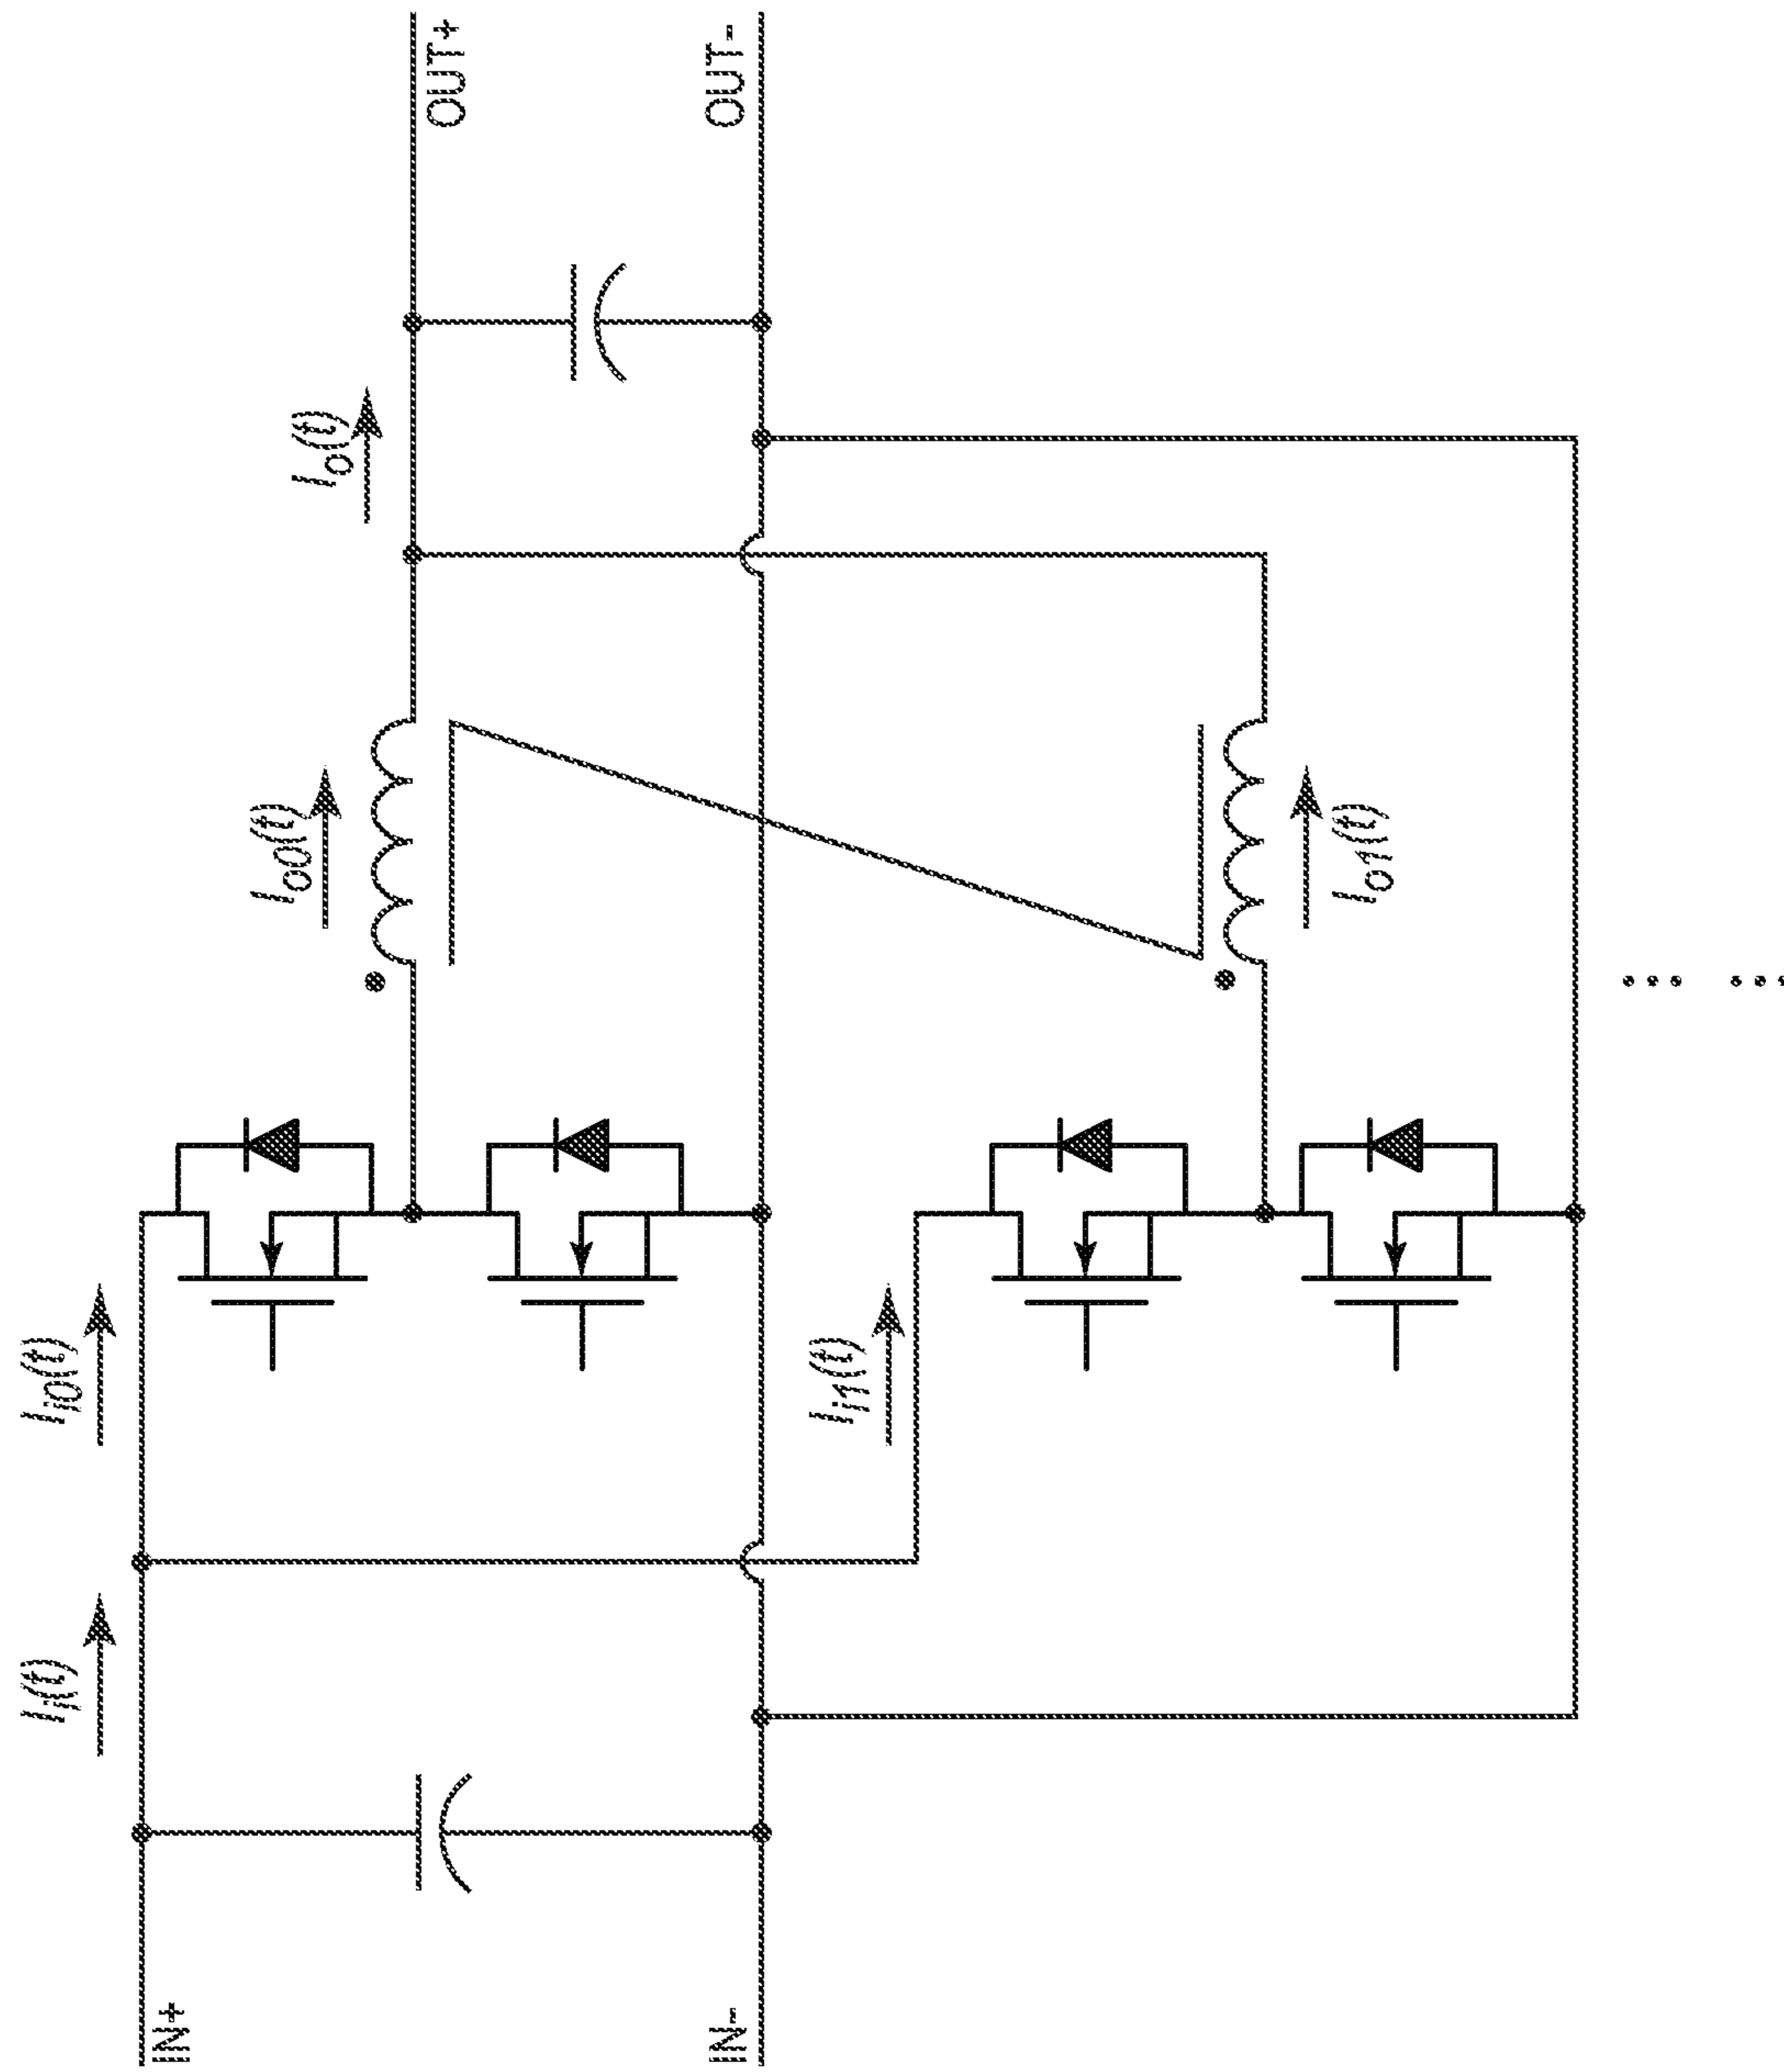 IN+
IN-
Ii(t)
Ii0(t)
Ii1(t)
Io0(t)
Io1(t)
Io(t)
OUT+
OUT-